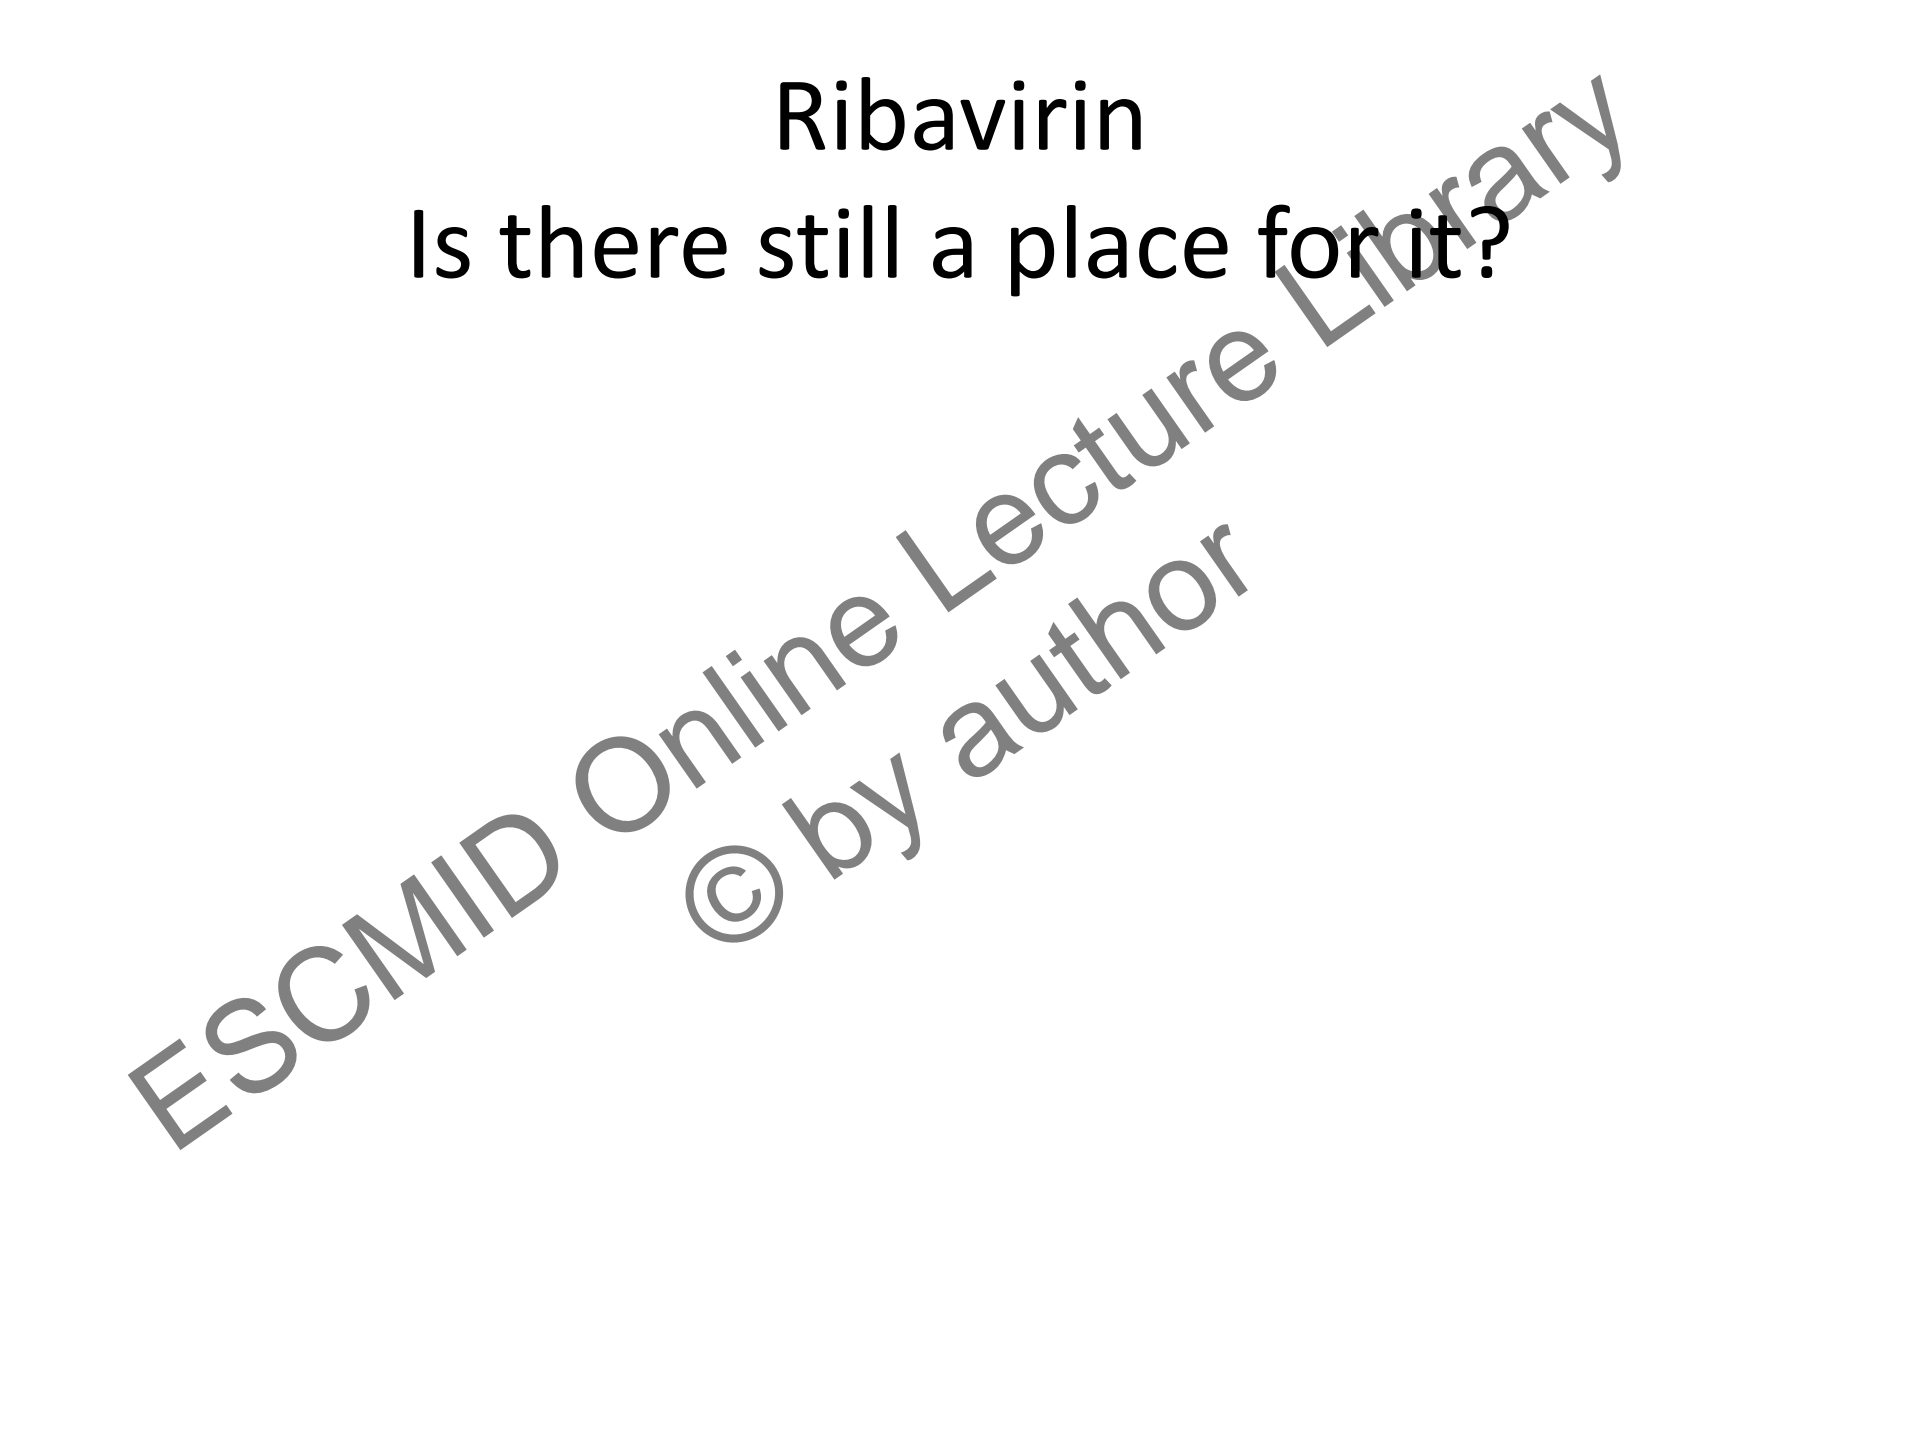 Ribavirin
Is there still a place for it?
ESCMID Online Lecture Library
© by author